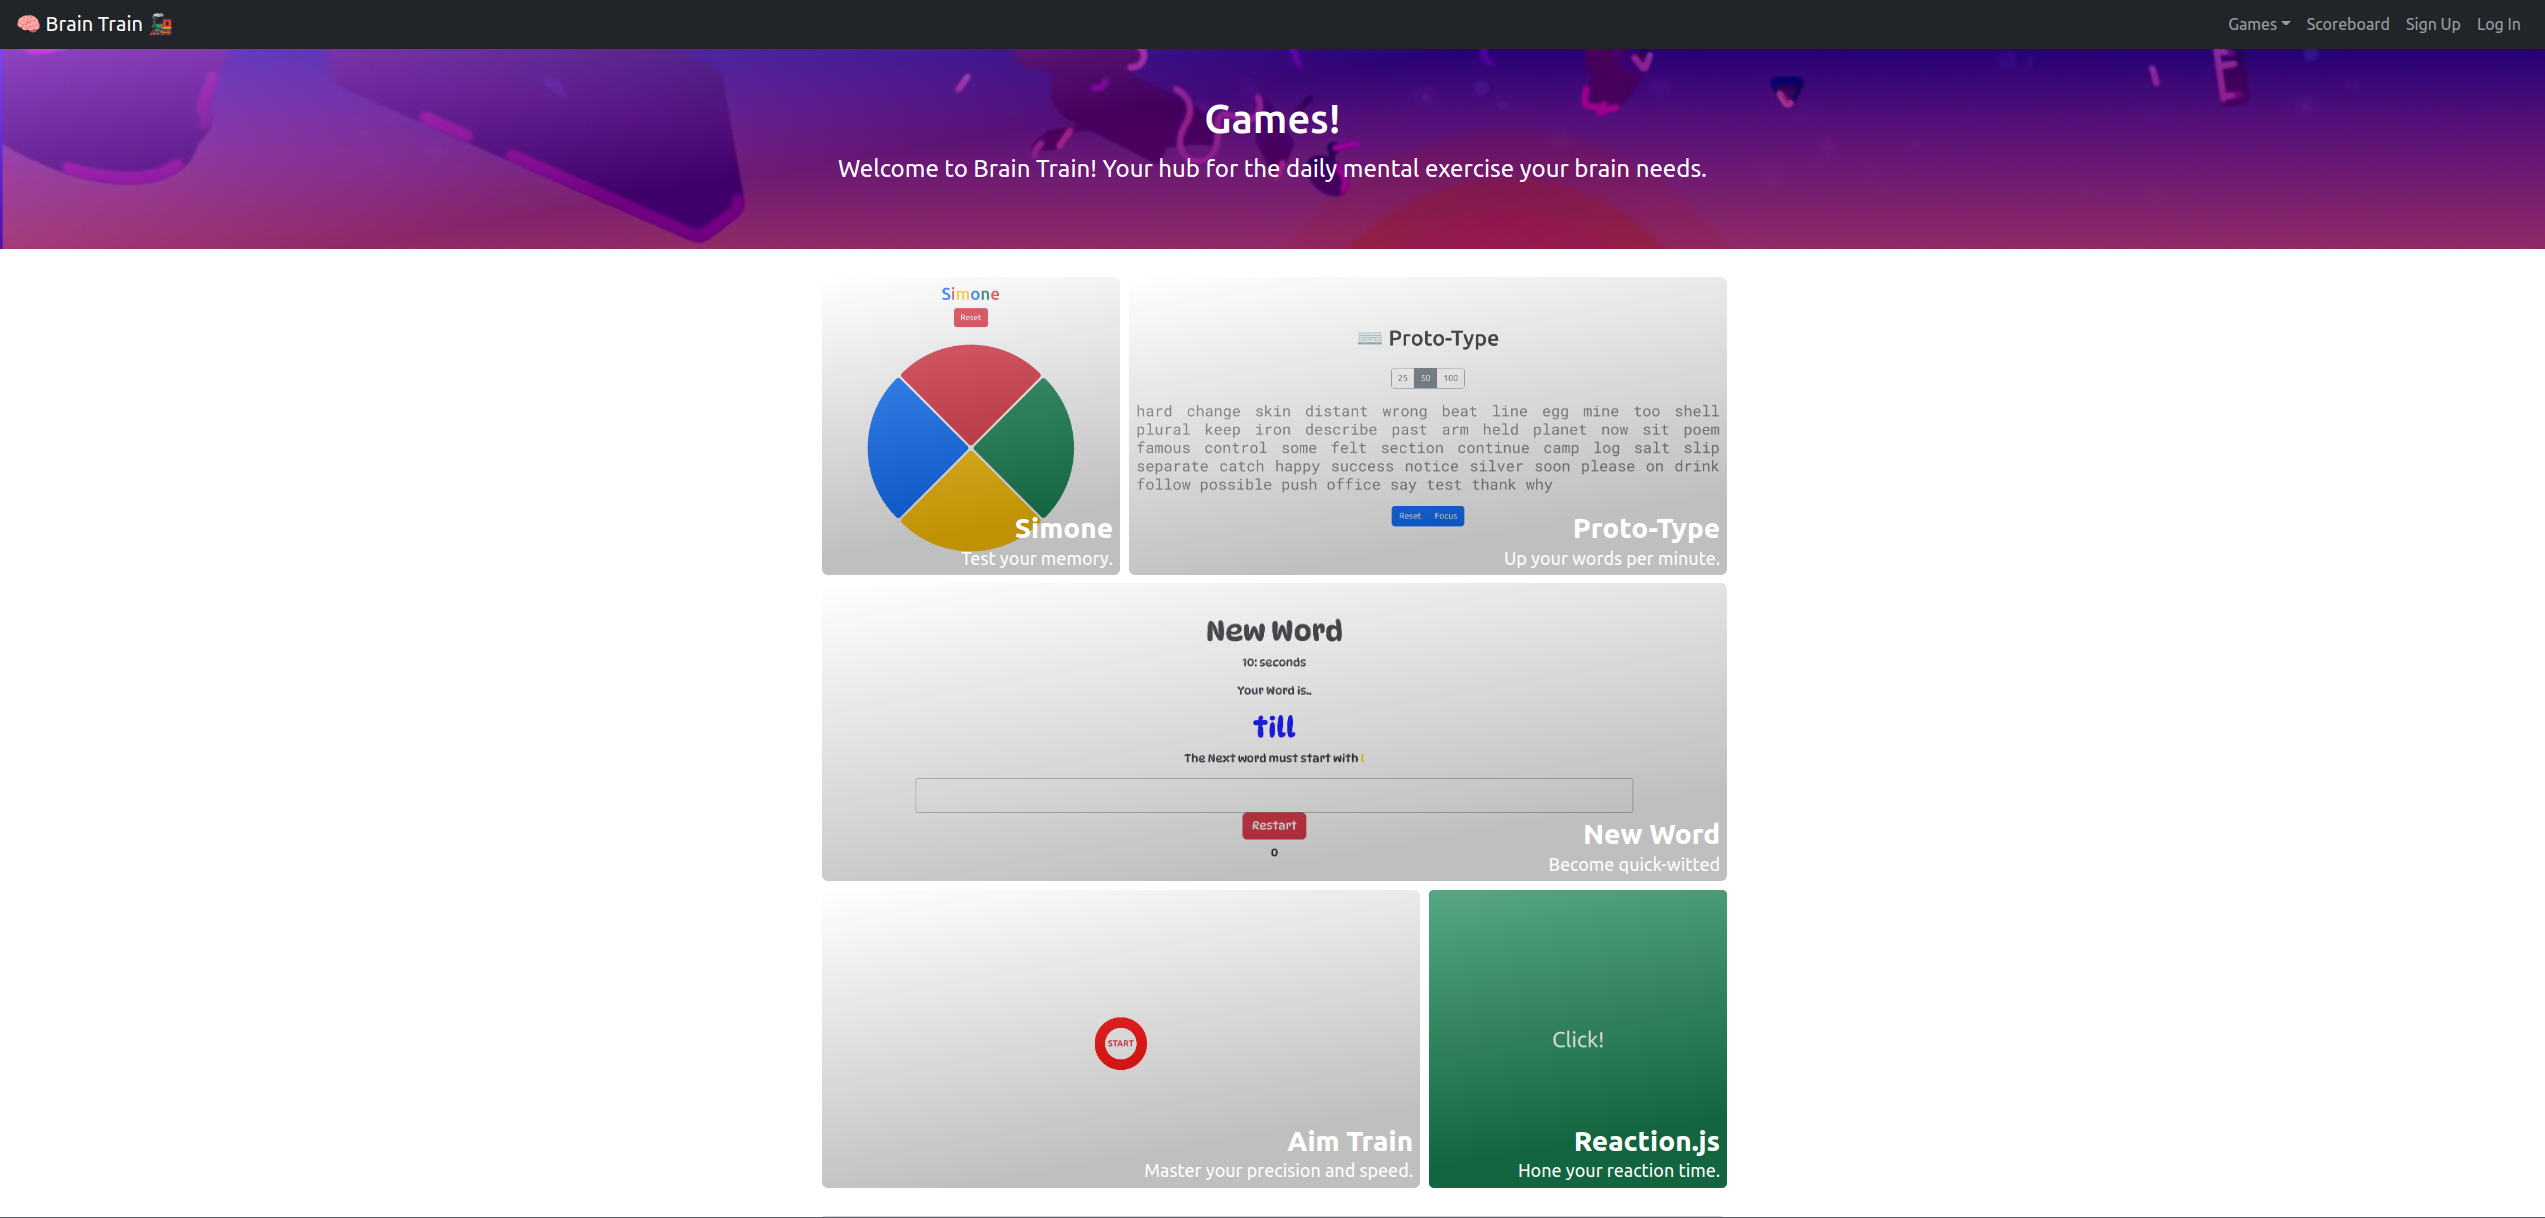 Brain Train
Games Scoreboard Sign Up Log In
Games!
Welcome to Brain Train! Your hub for the daily mental exercise your brain needs.
Simone
Reset
Simone
Test your memory.
Proto-Type
25 50 100
hard change skin distant wrong beat line egg mine too shell
plural keep iron describe past arm held planet now sit poem
famous control some felt section continue camp log salt slip
separate catch happy success notice silver soon please on drink
follow possible push office say test thank why
Reset Focus
Proto-Type
Up your words per minute.
New Word
10: seconds
Your Word is..
till
The Next word must start with l
Restart
0
New Word
Become quick-witted
START
Aim Train
Master your precision and speed.
Click!
Reaction.js
Hone your reaction time.